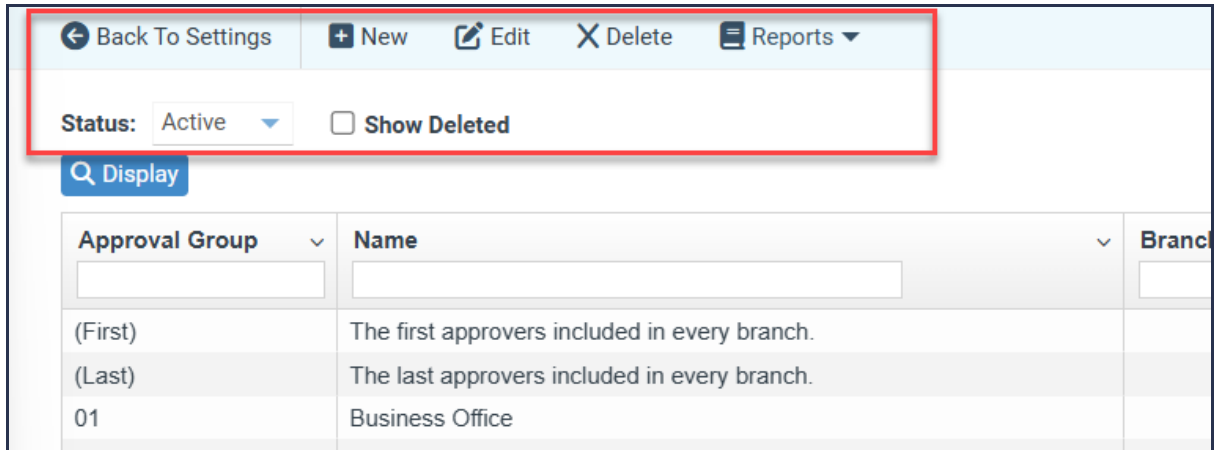 Back To Settings New Edit Delete Reports
Status: Active Show Deleted
Display
Approval Group Name
(First) The first approvers included in every branch.
(Last) The last approvers included in every branch.
01 Business Office